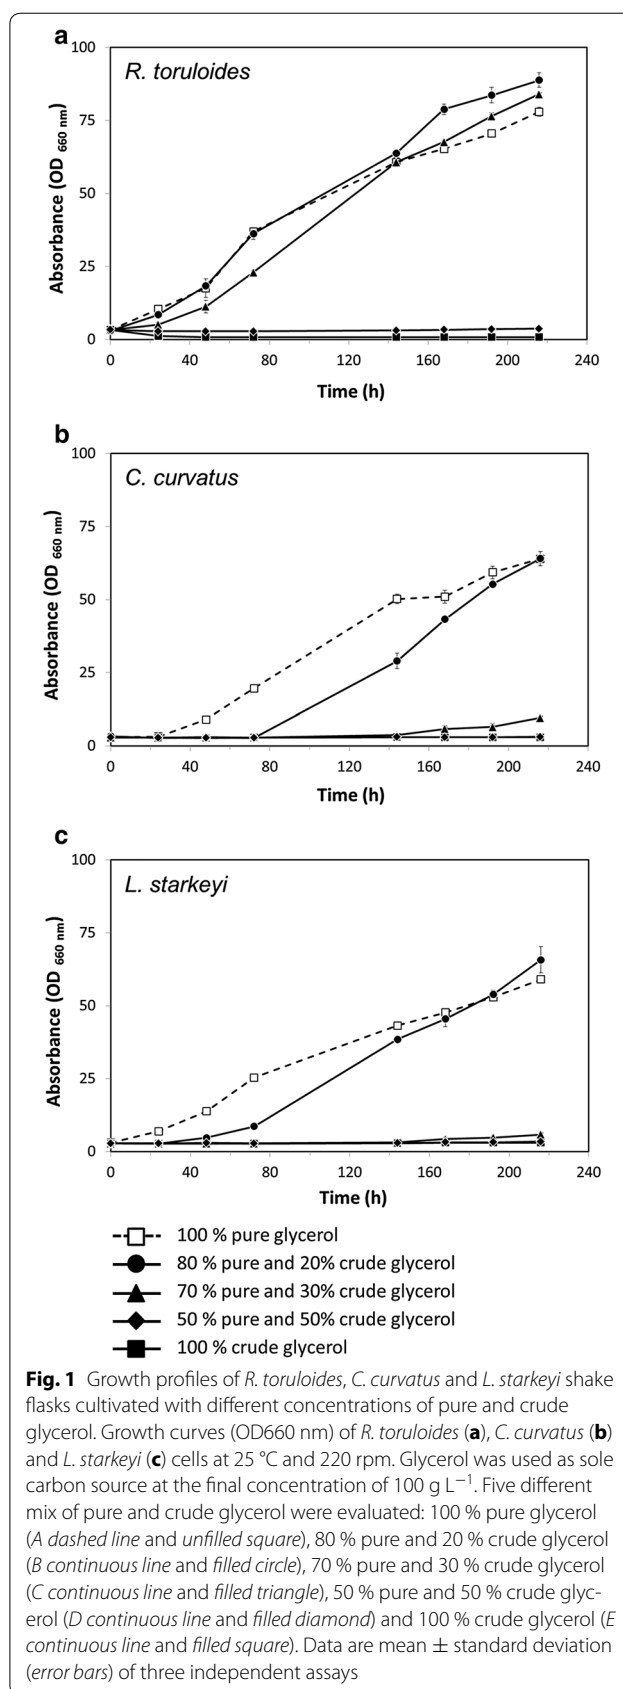 a
R. toruloides
100
75
50
25
0
Absorbance (OD 660 nm)
0 40 80 120 160 200 240
Time (h)
b
C. curvatus
100
75
50
25
0
Absorbance (OD 660 nm)
0 40 80 120 160 200 240
Time (h)
c
L. starkeyi
100
75
50
25
0
Absorbance (OD 660 nm)
0 40 80 120 160 200 240
Time (h)
100 % pure glycerol
80 % pure and 20% crude glycerol
70 % pure and 30% crude glycerol
50 % pure and 50% crude glycerol
100 % crude glycerol
Fig. 1 Growth profiles of R. toruloides, C. curvatus and L. starkeyi shake
flasks cultivated with different concentrations of pure and crude
glycerol. Growth curves (OD660 nm) of R. toruloides (a), C. curvatus (b)
and L. starkeyi (c) cells at 25 °C and 220 rpm. Glycerol was used as sole
carbon source at the final concentration of 100 g L−1. Five different
mix of pure and crude glycerol were evaluated: 100 % pure glycerol
(A dashed line and unfilled square), 80 % pure and 20 % crude glycerol
(B continuous line and filled circle), 70 % pure and 30 % crude glycerol
(C continuous line and filled triangle), 50 % pure and 50 % crude glyc-
erol (D continuous line and filled diamond) and 100 % crude glycerol (E
continuous line and filled square). Data are mean ± standard deviation
(error bars) of three independent assays